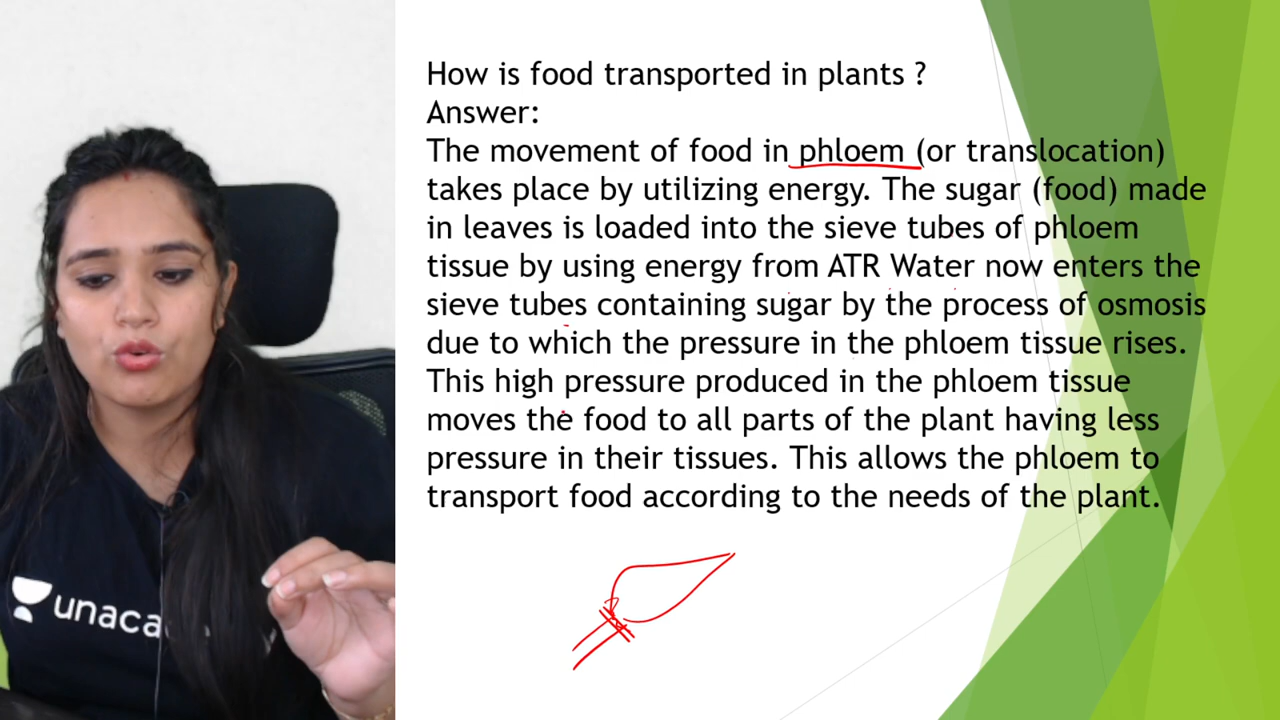 How is food transported in plants ?
Answer:
The movement of food in phloem (or translocation)
takes place by utilizing energy. The sugar (food) made
in leaves is loaded into the sieve tubes of phloem
tissue by using energy from ATR Water now enters the
sieve tubes containing sugar by the process of osmosis
due to which the pressure in the phloem tissue rises.
This high pressure produced in the phloem tissue
moves the food to all parts of the plant having less
pressure in their tissues. This allows the phloem to
transport food according to the needs of the plant.
unaca